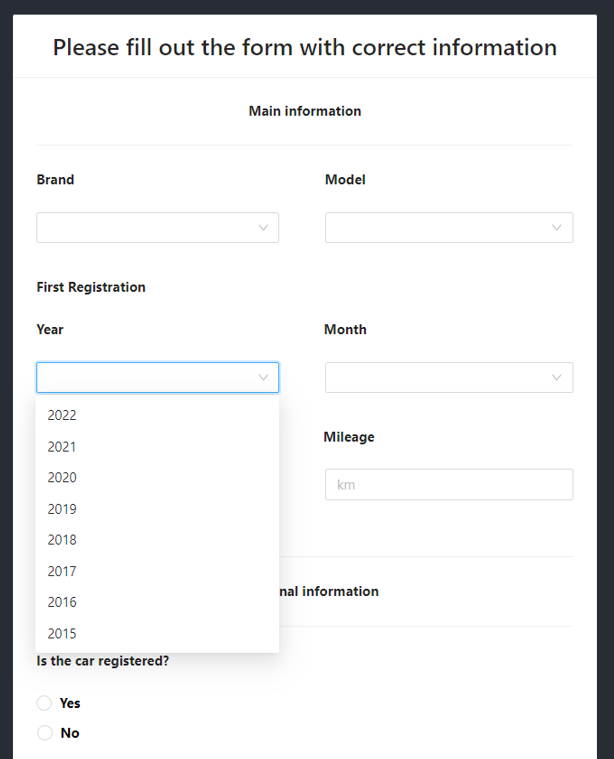 Please fill out the form with correct information
Main information
Brand
Model
First Registration
Year
Month
2022
2021
2020
2019
2018
2017
2016
2015
Mileage
km
information
Is the car registered?
Yes
No